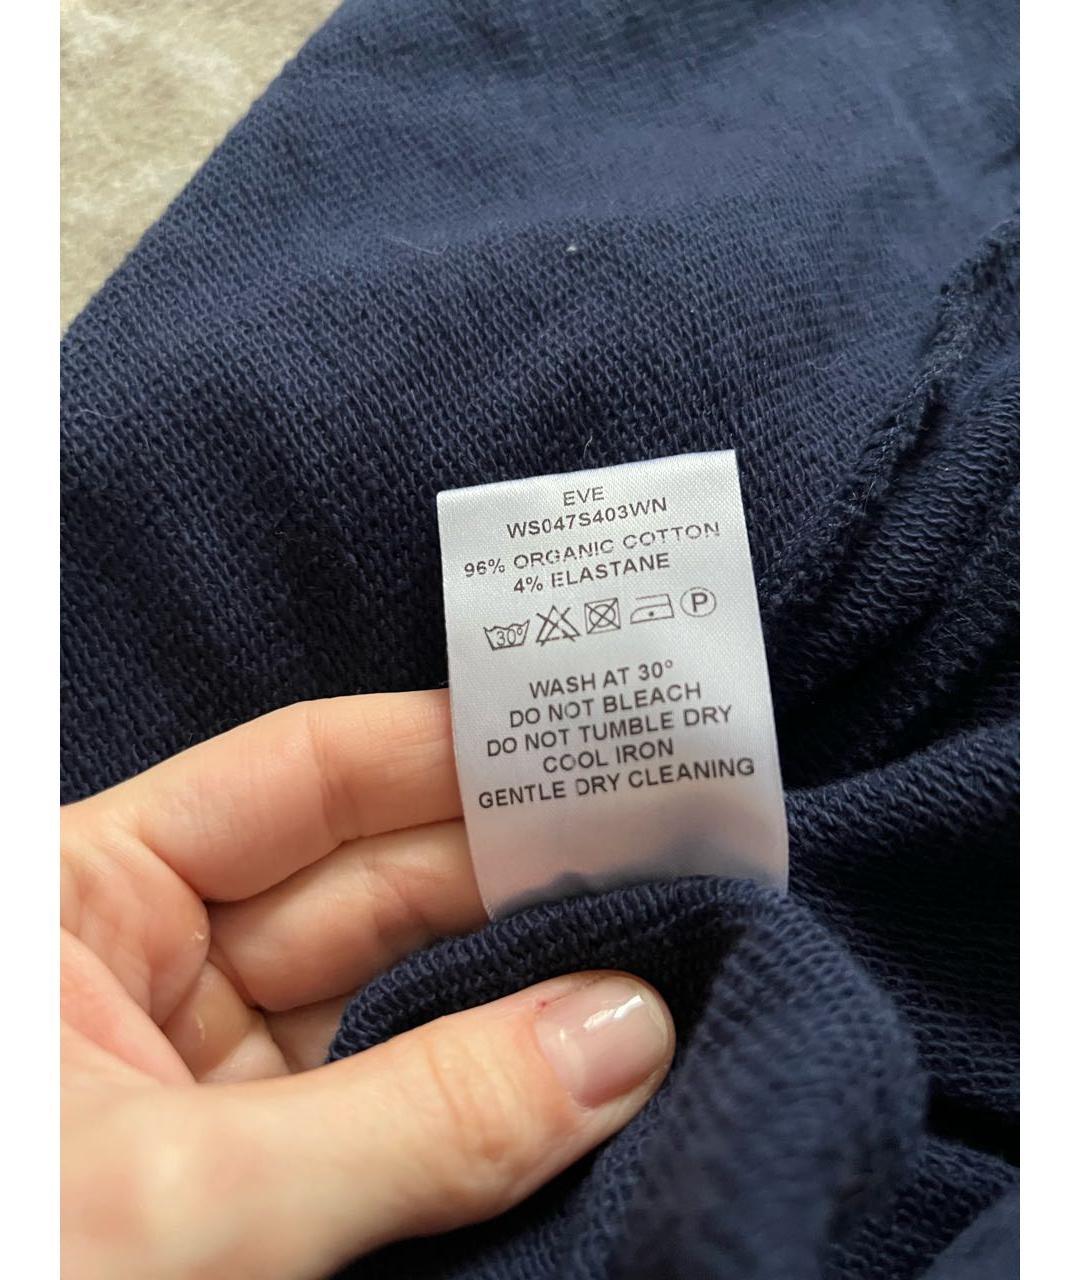 EVE
WS047S403WN
96% ORGANIC COTTON
4% ELASTANE
30° P
WASH AT 30°
DO NOT BLEACH
DO NOT TUMBLE DRY
COOL IRON
GENTLE DRY CLEANING